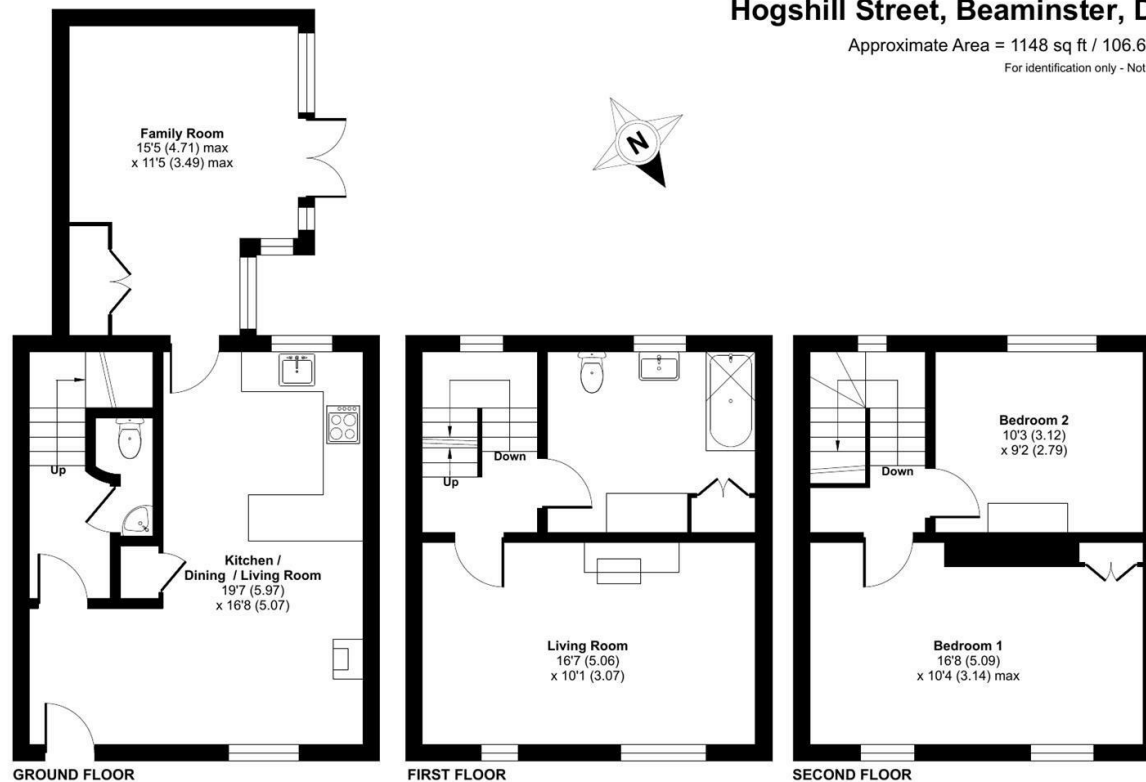 Hogshill Street, Beaminster,
Approximate Area = 1148 sq ft / 106.6
For identification only - Not
N
Family Room
15'5 (4.71) max
x 11'5 (3.49) max
Up
Kitchen /
Dining / Living Room
19'7 (5.97)
x 16'8 (5.07)
GROUND FLOOR
Down
Up
Living Room
16'7 (5.06)
x 10'1 (3.07)
FIRST FLOOR
Bedroom 2
10'3 (3.12)
x 9'2 (2.79)
Down
Bedroom 1
16'8 (5.09)
x 10'4 (3.14) max
SECOND FLOOR